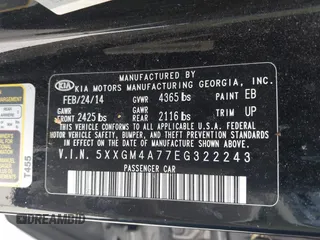 MANUFACTURED BY
KIA KIA MOTORS MANUFACTURING GEORGIA, INC.
FEB/24/14 GVWR 4365 lbs PAINT EB
GAWR FRONT 2425 lbs GAWR REAR 2116 lbs TRIM UP
THIS VEHICLE CONFORMS TO ALL APPLICABLE FEDERAL MOTOR VEHICLE SAFETY, BUMPER, AND THEFT PREVENTION STANDARDS IN EFFECT ON THE DATE OF MANUFACTURE SHOWN ABOVE.
V.I.N. 5XXGM4A77EG322243
PASSENGER CAR
T485
DREAMBID